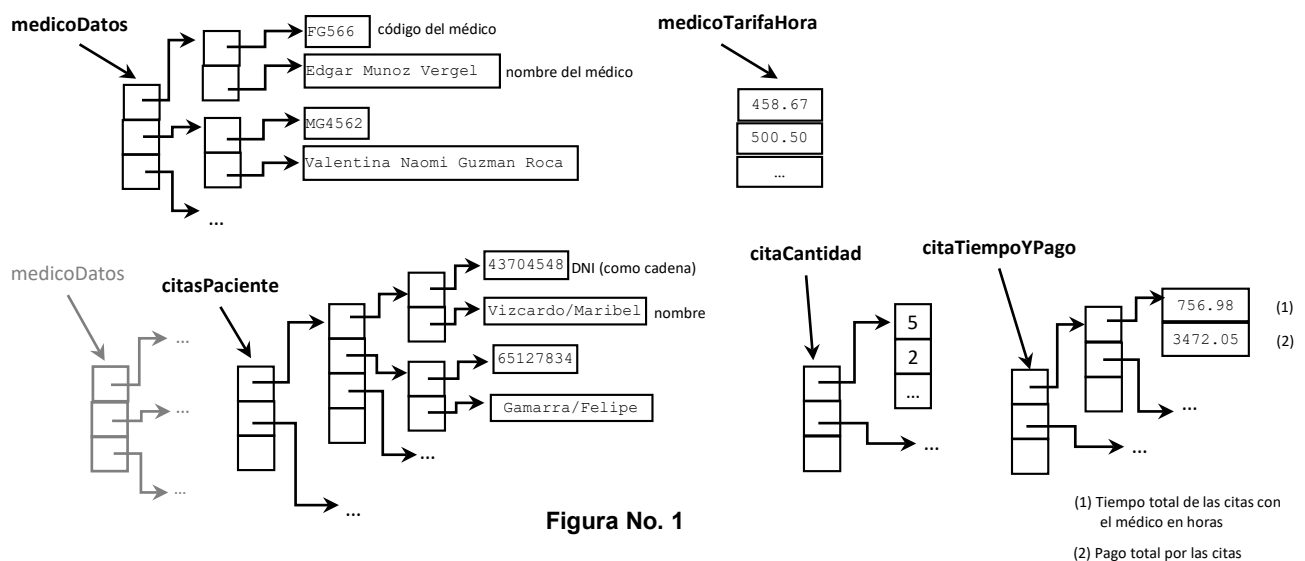 medicoDatos
FG566 código del médico
Edgar Munoz Vergel nombre del médico
MG4562
Valentina Naomi Guzman Roca
...
medicoTarifaHora
458.67
500.50
...
medicoDatos
...
...
...
citasPaciente
43704548 DNI (como cadena)
Vizcardo/Maribel nombre
65127834
Gamarra/Felipe
...
...
citaCantidad
5
2
...
...
citaTiempoYPago
756.98 (1)
3472.05 (2)
...
...
Figura No. 1
(1) Tiempo total de las citas con
el médico en horas
(2) Pago total por las citas